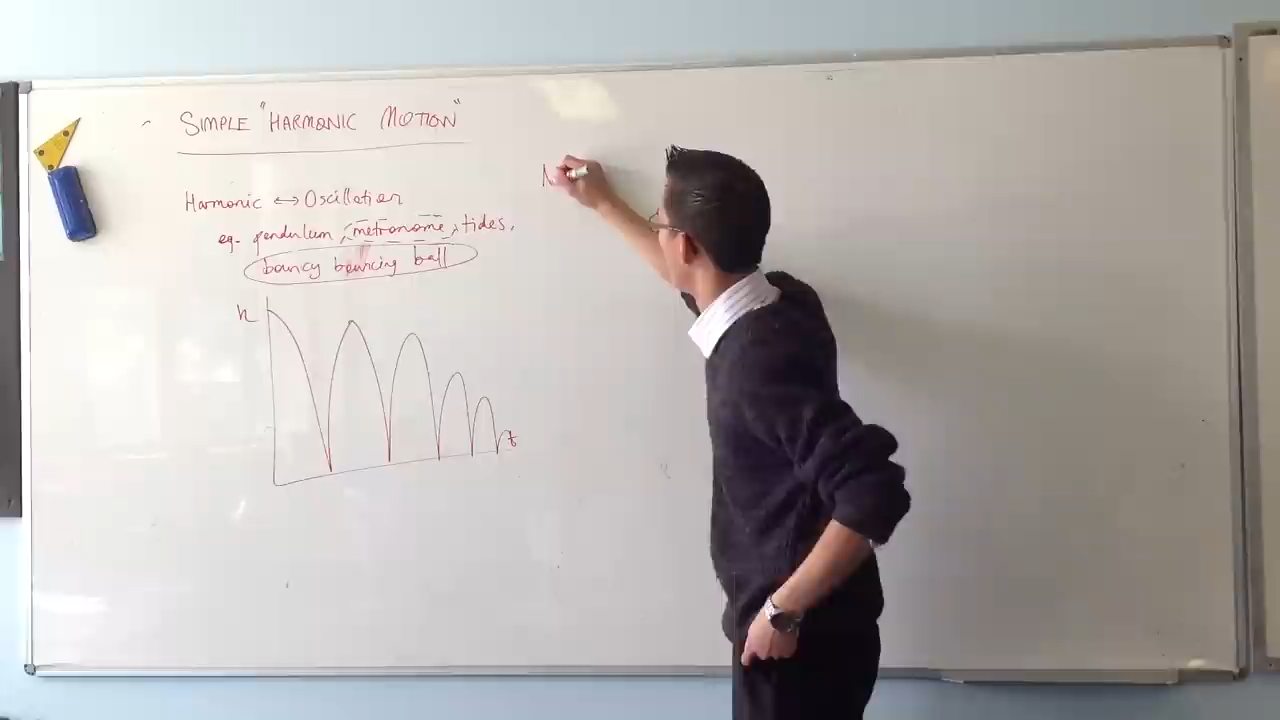 SIMPLE "HARMONIC MOTION"
Harmonic ↔ Oscillation
eg. pendulum, metronome, tides,
bouncy bouncing ball
h
t